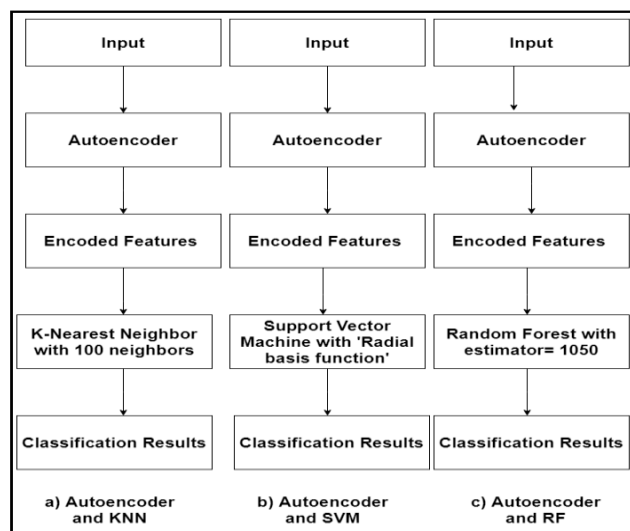 Input
Autoencoder
Encoded Features
K-Nearest Neighbor
with 100 neighbors
Classification Results
a) Autoencoder
and KNN
Input
Autoencoder
Encoded Features
Support Vector
Machine with 'Radial
basis function'
Classification Results
b) Autoencoder
and SVM
Input
Autoencoder
Encoded Features
Random Forest with
estimator= 1050
Classification Results
c) Autoencoder
and RF